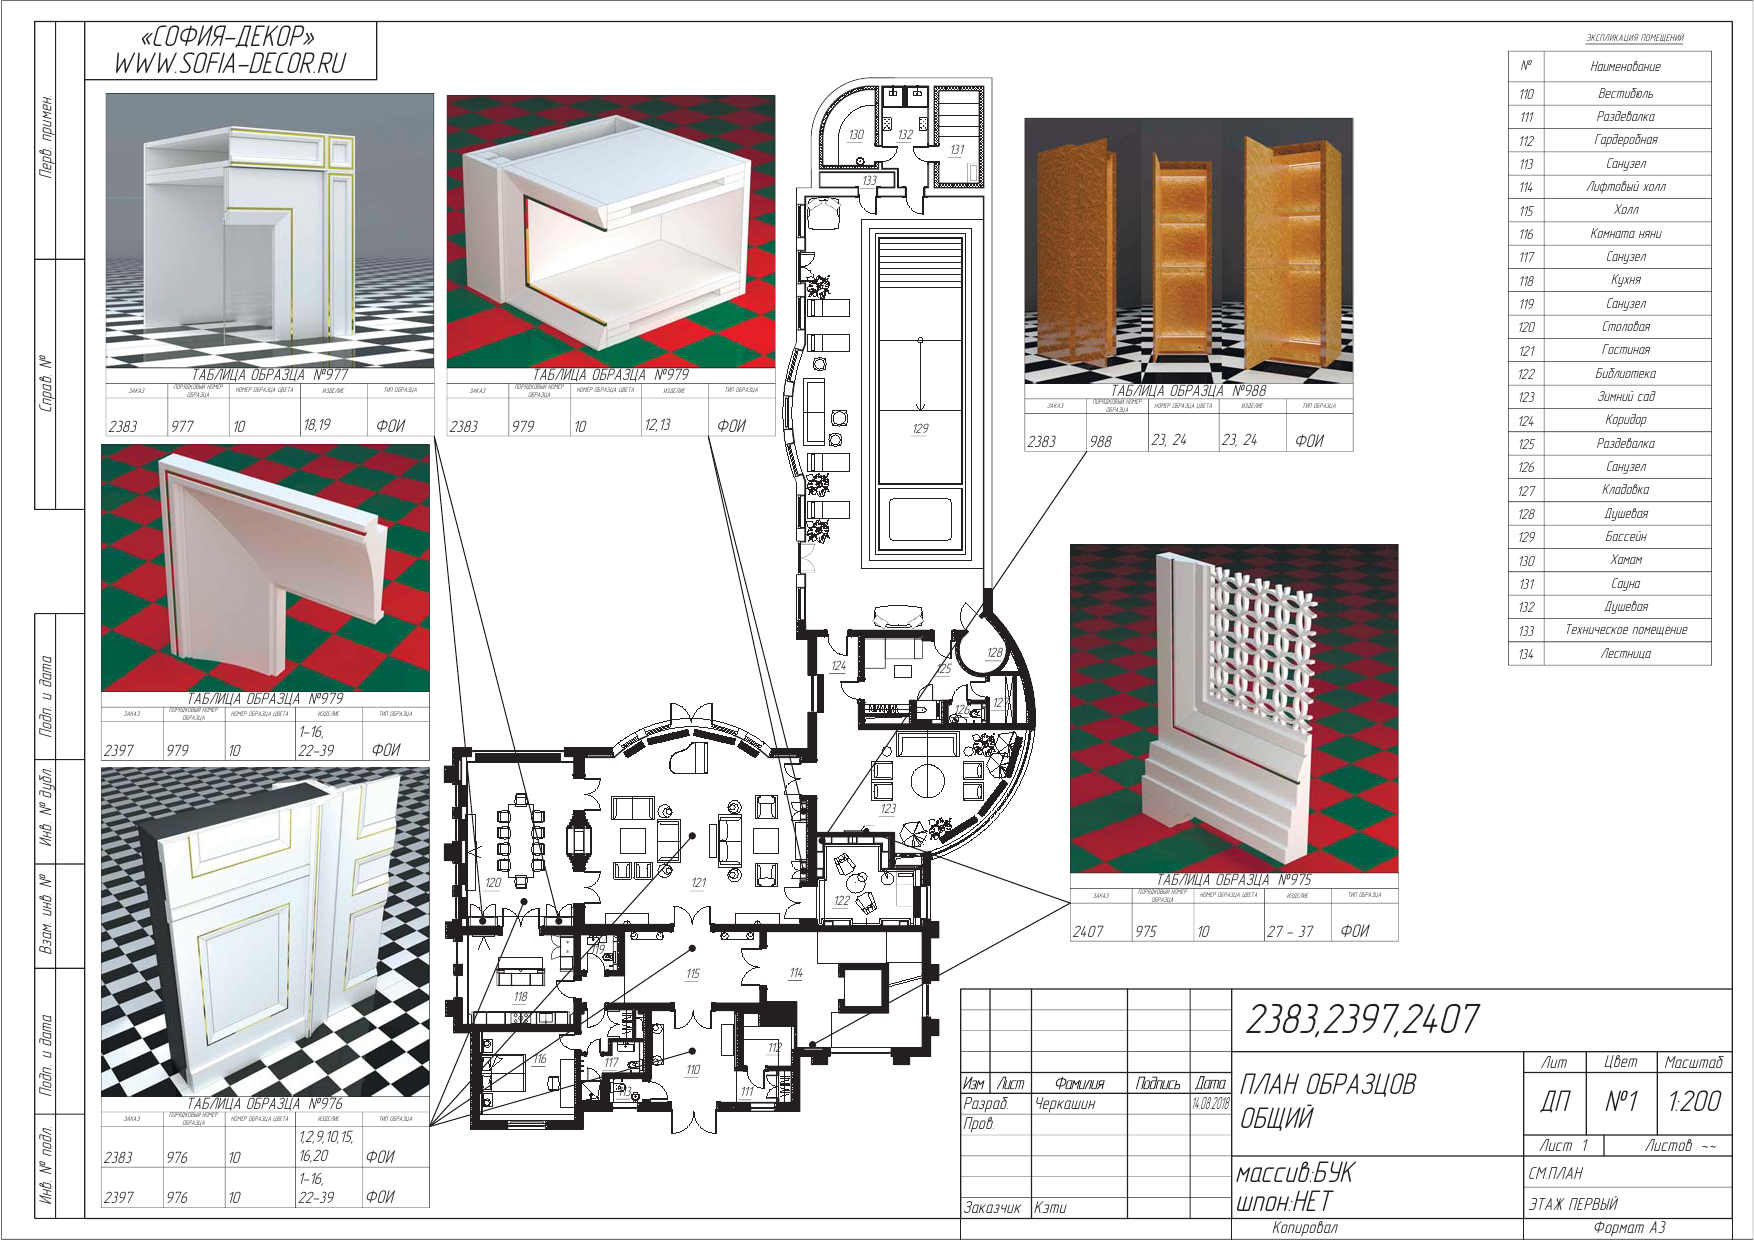 «СОФИЯ-ДЕКОР»
WWW.SOFIA-DECOR.RU
Перв. примен.
Справ. №
Подп. и дата
Инв. № дубл.
Взам. инв. №
Подп. и дата
Инв. № подл.
ТАБЛИЦА ОБРАЗЦА №977
ЗАКАЗ ПОРЯДКОВЫЙ НОМЕР ОБРАЗЦА НОМЕР ОБРАЗЦА ЦВЕТА ИЗДЕЛИЕ ТИП ОБРАЗЦА
2383 977 10 18,19 ФОИ
ТАБЛИЦА ОБРАЗЦА №979
ЗАКАЗ ПОРЯДКОВЫЙ НОМЕР ОБРАЗЦА НОМЕР ОБРАЗЦА ЦВЕТА ИЗДЕЛИЕ ТИП ОБРАЗЦА
2383 979 10 12,13 ФОИ
ТАБЛИЦА ОБРАЗЦА №988
ЗАКАЗ ПОРЯДКОВЫЙ НОМЕР ОБРАЗЦА НОМЕР ОБРАЗЦА ЦВЕТА ИЗДЕЛИЕ ТИП ОБРАЗЦА
2383 988 23, 24 23, 24 ФОИ
ТАБЛИЦА ОБРАЗЦА №979
ЗАКАЗ ПОРЯДКОВЫЙ НОМЕР ОБРАЗЦА НОМЕР ОБРАЗЦА ЦВЕТА ИЗДЕЛИЕ ТИП ОБРАЗЦА
2397 979 10 1-16, 22-39 ФОИ
ТАБЛИЦА ОБРАЗЦА №975
ЗАКАЗ ПОРЯДКОВЫЙ НОМЕР ОБРАЗЦА НОМЕР ОБРАЗЦА ЦВЕТА ИЗДЕЛИЕ ТИП ОБРАЗЦА
2407 975 10 27 - 37 ФОИ
ТАБЛИЦА ОБРАЗЦА №976
ЗАКАЗ ПОРЯДКОВЫЙ НОМЕР ОБРАЗЦА НОМЕР ОБРАЗЦА ЦВЕТА ИЗДЕЛИЕ ТИП ОБРАЗЦА
2383 976 10 1,2,9,10,15, 16,20 ФОИ
2397 976 10 1-16, 22-39 ФОИ
130
132
131
133
129
128
124
125
127
126
123
120
121
122
119
115
114
118
116
117
110
112
113
111
ЭКСПЛИКАЦИЯ ПОМЕЩЕНИЙ
№ Наименование
110 Вестибюль
111 Раздевалка
112 Гардеробная
113 Санузел
114 Лифтовый холл
115 Холл
116 Комната няни
117 Санузел
118 Кухня
119 Санузел
120 Столовая
121 Гостиная
122 Библиотека
123 Зимний сад
124 Коридор
125 Раздевалка
126 Санузел
127 Кладовка
128 Душевая
129 Бассейн
130 Хамам
131 Сауна
132 Душевая
133 Техническое помещение
134 Лестница
2383,2397,2407
Изм Лист Фамилия Подпись Дата
Разраб. Черкашин 14.08.2018
Пров.
Заказчик Кэти
ПЛАН ОБРАЗЦОВ
ОБЩИЙ
Лит Цвет Масштаб
ДП №1 1:200
Лист 1 Листов ~~
массив:БУК
шпон:НЕТ
СМ.ПЛАН
ЭТАЖ ПЕРВЫЙ
Копировал Формат А3